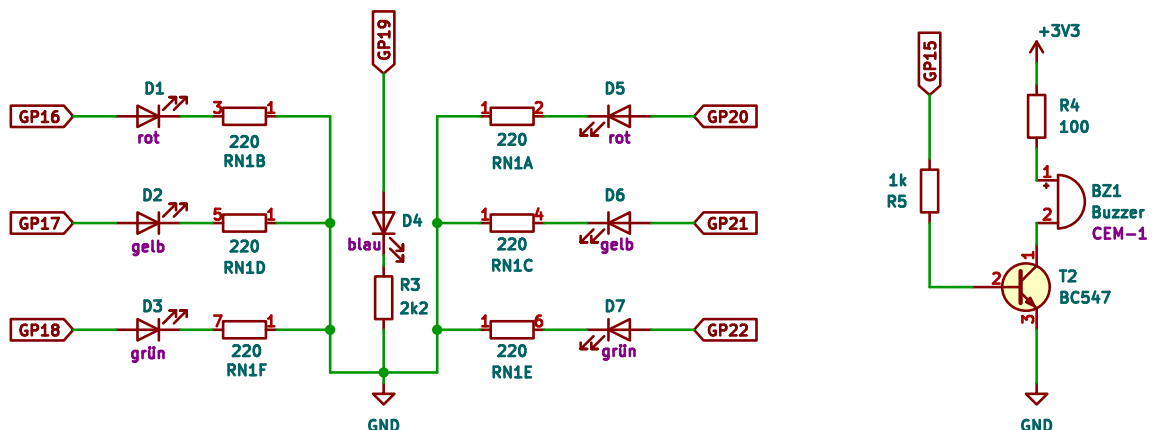 GP19
GP15
+3V3
D1
D5
R4
100
GP16
3
1
1
2
GP20
rot
220
RN1B
220
RN1A
rot
1k
R5
1
+
BZ1
Buzzer
CEM-1
D2
D4
D6
GP17
5
1
1
4
GP21
2
gelb
220
RN1D
blau
220
RN1C
gelb
1
2
T2
BC547
3
D3
R3
2k2
D7
GP18
7
1
1
6
GP22
grün
220
RN1F
220
RN1E
grün
GND
GND